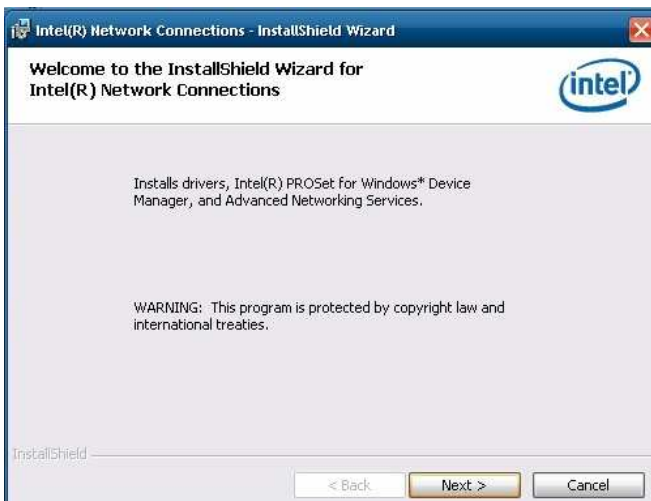 Intel(R) Network Connections - InstallShield Wizard
Welcome to the InstallShield Wizard for
Intel(R) Network Connections
intel
Installs drivers, Intel(R) PROSet for Windows* Device
Manager, and Advanced Networking Services.
WARNING: This program is protected by copyright law and
international treaties.
InstallShield
< Back
Next >
Cancel